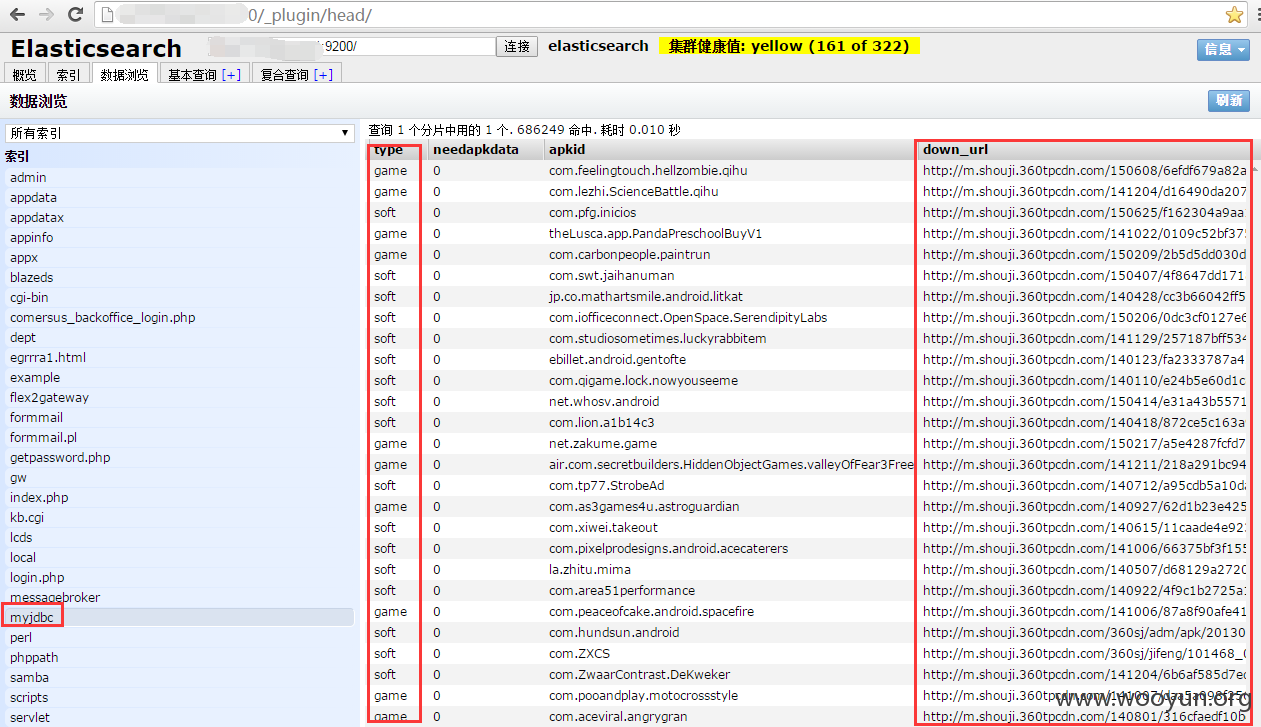 0/_plugin/head/
Elasticsearch :9200/ 连接 elasticsearch 集群健康值: yellow (161 of 322) 信息
概览 索引 数据浏览 基本查询 [+] 复合查询 [+]
数据浏览 刷新
所有索引
查询 1 个分片中用的 1 个. 686249 命中. 耗时 0.010 秒
索引
admin
appdata
appdatax
appinfo
appx
blazeds
cgi-bin
comersus_backoffice_login.php
dept
egrrra1.html
example
flex2gateway
formmail
formmail.pl
getpassword.php
gw
index.php
kb.cgi
lcds
local
login.php
messagebroker
myjdbc
perl
phppath
samba
scripts
servlet
type needapkdata apkid down_url
game 0 com.feelingtouch.hellzombie.qihu http://m.shouji.360tpcdn.com/150608/6efdf679a82a
game 0 com.lezhi.ScienceBattle.qihu http://m.shouji.360tpcdn.com/141204/d16490da207
soft 0 com.pfg.inicios http://m.shouji.360tpcdn.com/150625/f162304a9aa
game 0 theLusca.app.PandaPreschoolBuyV1 http://m.shouji.360tpcdn.com/141022/0109c52bf37
game 0 com.carbonpeople.paintrun http://m.shouji.360tpcdn.com/150209/2b5d5dd030d
soft 0 com.swt.jaihanuman http://m.shouji.360tpcdn.com/150407/4f8647dd171
soft 0 jp.co.mathartsmile.android.litkat http://m.shouji.360tpcdn.com/140428/cc3b66042ff5
soft 0 com.iofficeconnect.OpenSpace.SerendipityLabs http://m.shouji.360tpcdn.com/150206/0dc3cf0127e6
soft 0 com.studiosometimes.luckyrabbitem http://m.shouji.360tpcdn.com/141129/257187bff534
soft 0 ebillet.android.gentofte http://m.shouji.360tpcdn.com/140123/fa2333787a4
soft 0 com.qigame.lock.nowyouseeme http://m.shouji.360tpcdn.com/140110/e24b5e60d1c
soft 0 net.whosv.android http://m.shouji.360tpcdn.com/150414/e31a43b5571
soft 0 com.lion.a1b14c3 http://m.shouji.360tpcdn.com/140418/872ce5c163a
game 0 net.zakume.game http://m.shouji.360tpcdn.com/150217/a5e4287fcfd7
game 0 air.com.secretbuilders.HiddenObjectGames.valleyOfFear3Free http://m.shouji.360tpcdn.com/141211/218a291bc94
soft 0 com.tp77.StrobeAd http://m.shouji.360tpcdn.com/140712/a95cdb5a10d
game 0 com.as3games4u.astroguardian http://m.shouji.360tpcdn.com/140927/62d1b23e425
soft 0 com.xiwei.takeout http://m.shouji.360tpcdn.com/140615/11caade4e92
soft 0 com.pixelprodesigns.android.acecaterers http://m.shouji.360tpcdn.com/141006/66375bf3f155
soft 0 la.zhitu.mima http://m.shouji.360tpcdn.com/140507/d68129a2720
soft 0 com.area51performance http://m.shouji.360tpcdn.com/140922/4f9c1b2725a
game 0 com.peaceofcake.android.spacefire http://m.shouji.360tpcdn.com/141006/87a8f90afe41
soft 0 com.hundsun.android http://m.shouji.360tpcdn.com/360sj/adm/apk/20130
soft 0 com.ZXCS http://m.shouji.360tpcdn.com/360sj/jifeng/101468_
soft 0 com.ZwaarContrast.DeKweker http://m.shouji.360tpcdn.com/141204/6b6af585d7e
game 0 com.pooandplay.motocrossstyle http://m.shouji.360tpcdn.com/141007/
game 0 com.aceviral.angrygran http://m.shouji.360tpcdn.com/140801/316cfaedf10b
www.wooyun.org